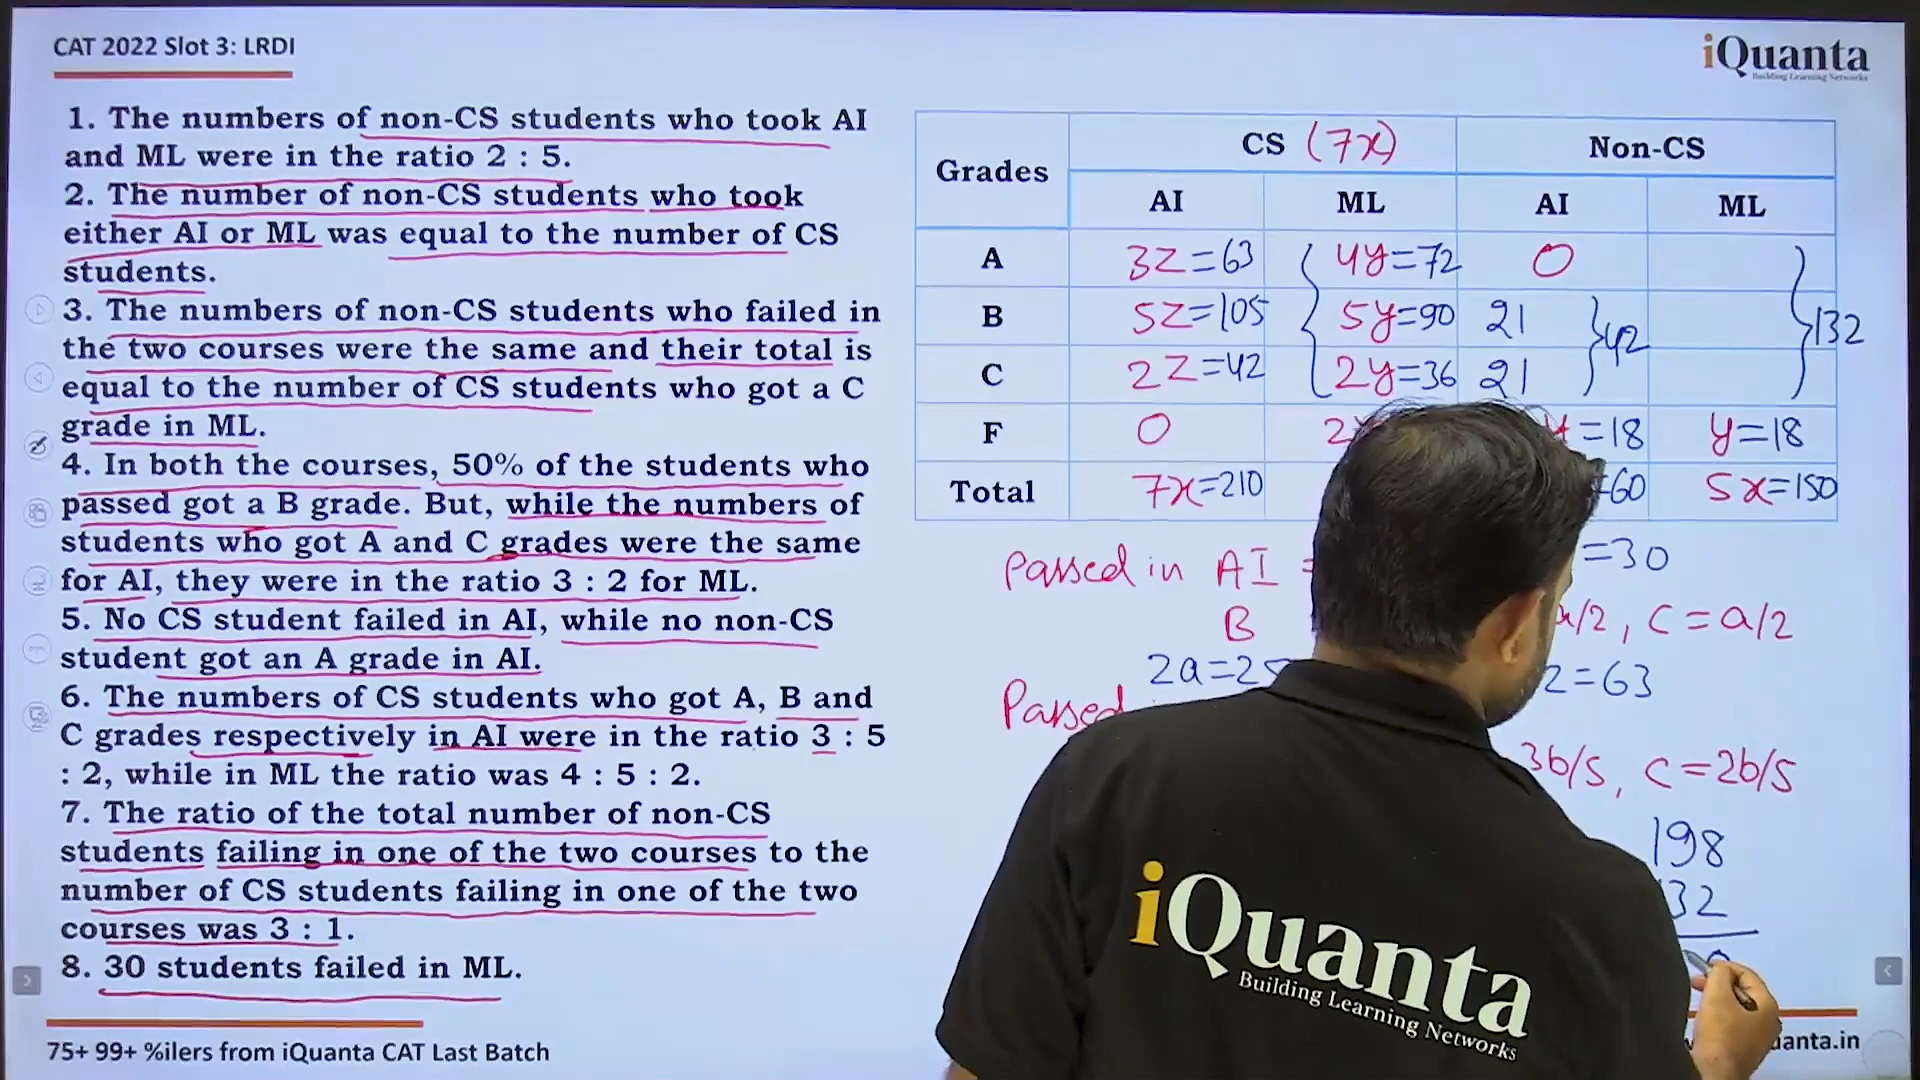 CAT 2022 Slot 3: LRDI
iQuanta
Building Learning Networks
1. The numbers of non-CS students who took AI
and ML were in the ratio 2 : 5.
2. The number of non-CS students who took
either AI or ML was equal to the number of CS
students.
3. The numbers of non-CS students who failed in
the two courses were the same and their total is
equal to the number of CS students who got a C
grade in ML.
4. In both the courses, 50% of the students who
passed got a B grade. But, while the numbers of
students who got A and C grades were the same
for AI, they were in the ratio 3 : 2 for ML.
5. No CS student failed in AI, while no non-CS
student got an A grade in AI.
6. The numbers of CS students who got A, B and
C grades respectively in AI were in the ratio 3 : 5
: 2, while in ML the ratio was 4 : 5 : 2.
7. The ratio of the total number of non-CS
students failing in one of the two courses to the
number of CS students failing in one of the two
courses was 3 : 1.
8. 30 students failed in ML.
75+ 99+ %ilers from iQuanta CAT Last Batch
Grades CS (7x) Non-CS
AI ML AI ML
A 3z=63 4y=72 0
B 5z=105 5y=90 21
C 2z=42 2y=36 21
42
132
F 0 =18 y=18
Total 7x=210 =60 5x=150
Passed in AI = =30
B a/2, C=a/2
2a=25 z=63
Passed
3b/5, C=2b/5
198
32
iQuanta
Building Learning Networks
anta.in